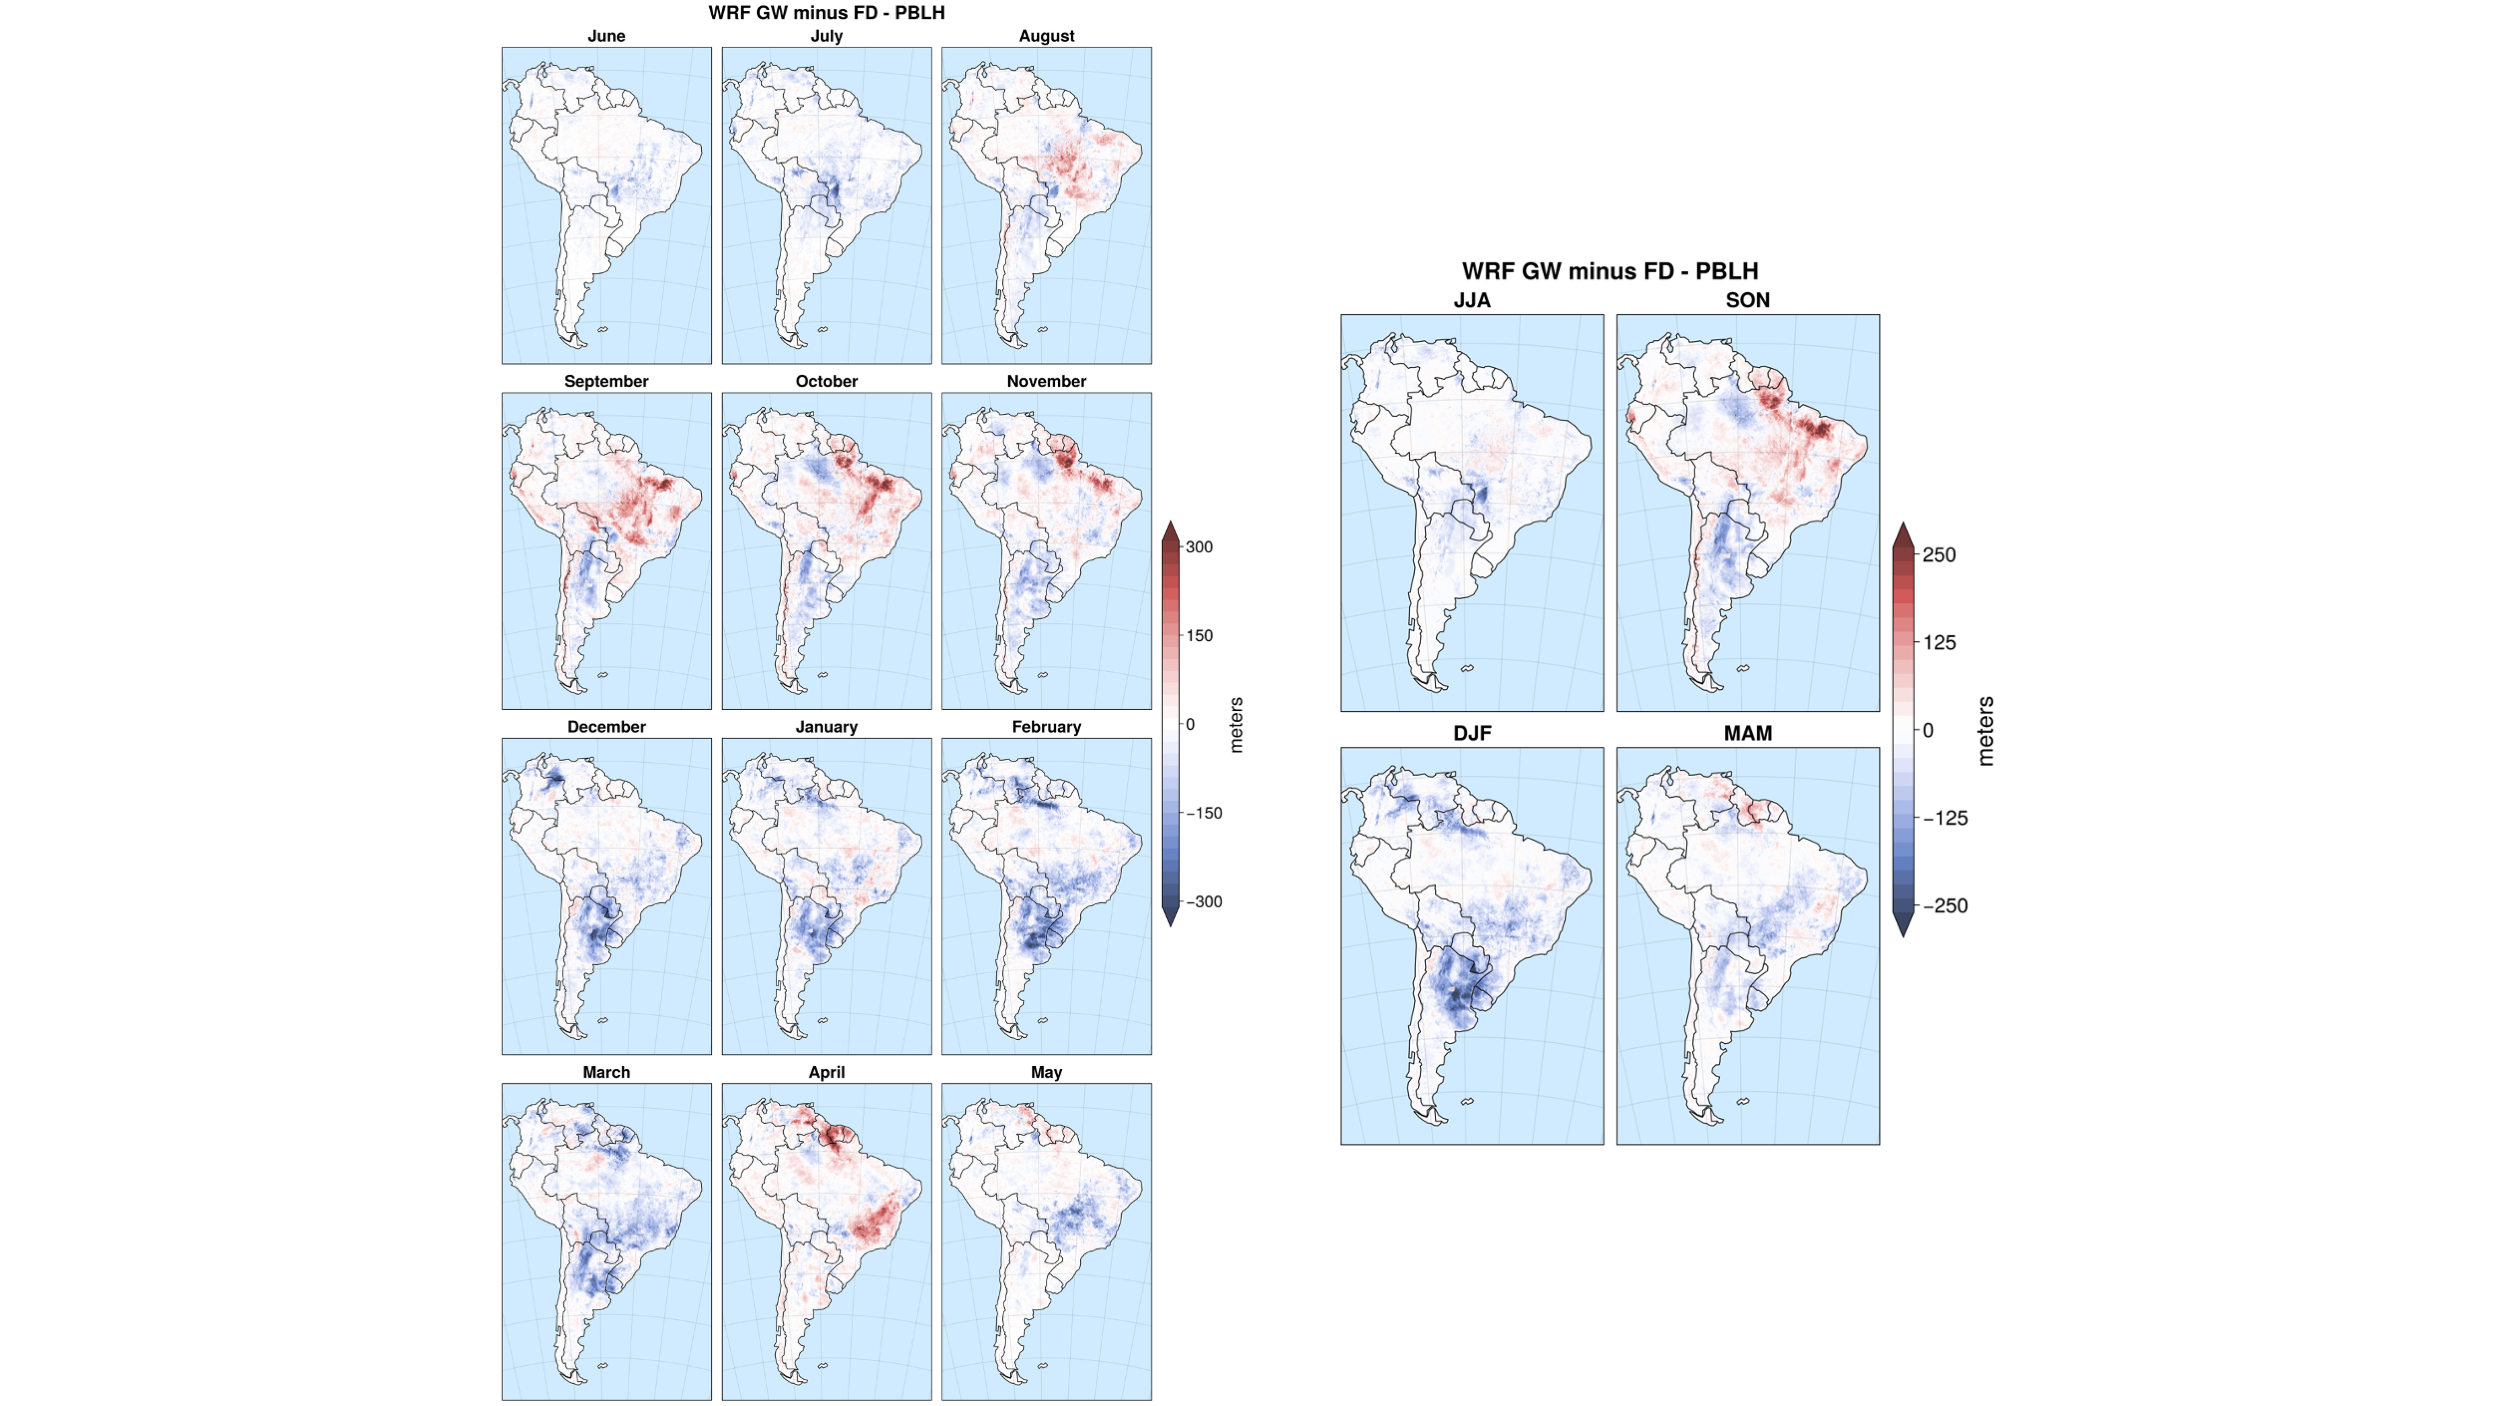 WRF GW minus FD - PBLH
June
July
August
September
October
November
December
January
February
March
April
May
300
150
0
−150
−300
meters
WRF GW minus FD - PBLH
JJA
SON
DJF
MAM
250
125
0
−125
−250
meters